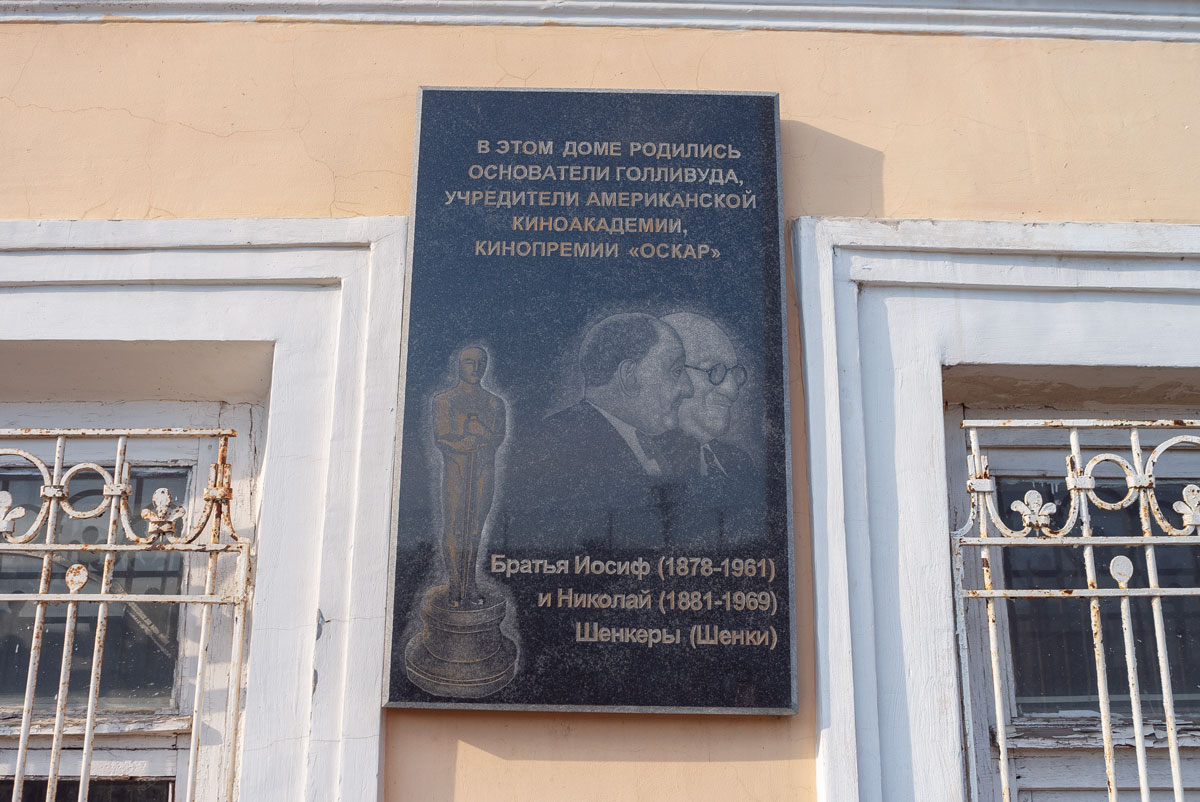 В ЭТОМ ДОМЕ РОДИЛИСЬ
ОСНОВАТЕЛИ ГОЛЛИВУДА,
УЧРЕДИТЕЛИ АМЕРИКАНСКОЙ
КИНОАКАДЕМИИ,
КИНОПРЕМИИ «ОСКАР»
Братья Иосиф (1878-1961)
и Николай (1881-1969)
Шенкеры (Шенки)